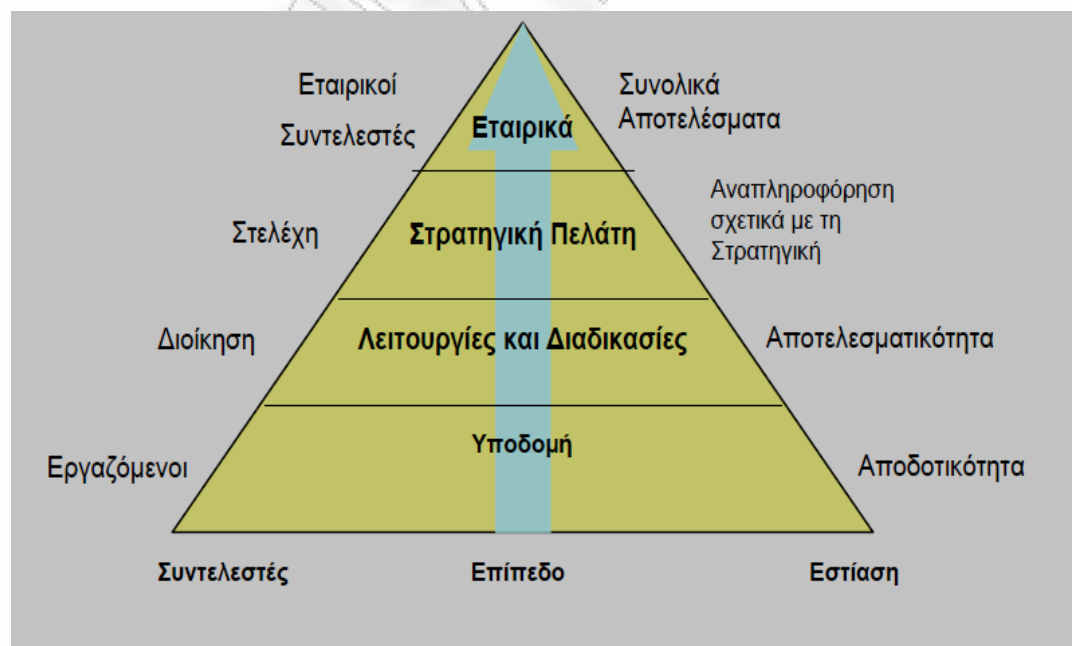 Εταιρικοί
Συντελεστές
Εταιρικά
Συνολικά
Αποτελέσματα
Στελέχη
Στρατηγική Πελάτη
Αναπληροφόρηση
σχετικά με τη
Στρατηγική
Διοίκηση
Λειτουργίες και Διαδικασίες
Αποτελεσματικότητα
Εργαζόμενοι
Υποδομή
Αποδοτικότητα
Συντελεστές
Επίπεδο
Εστίαση